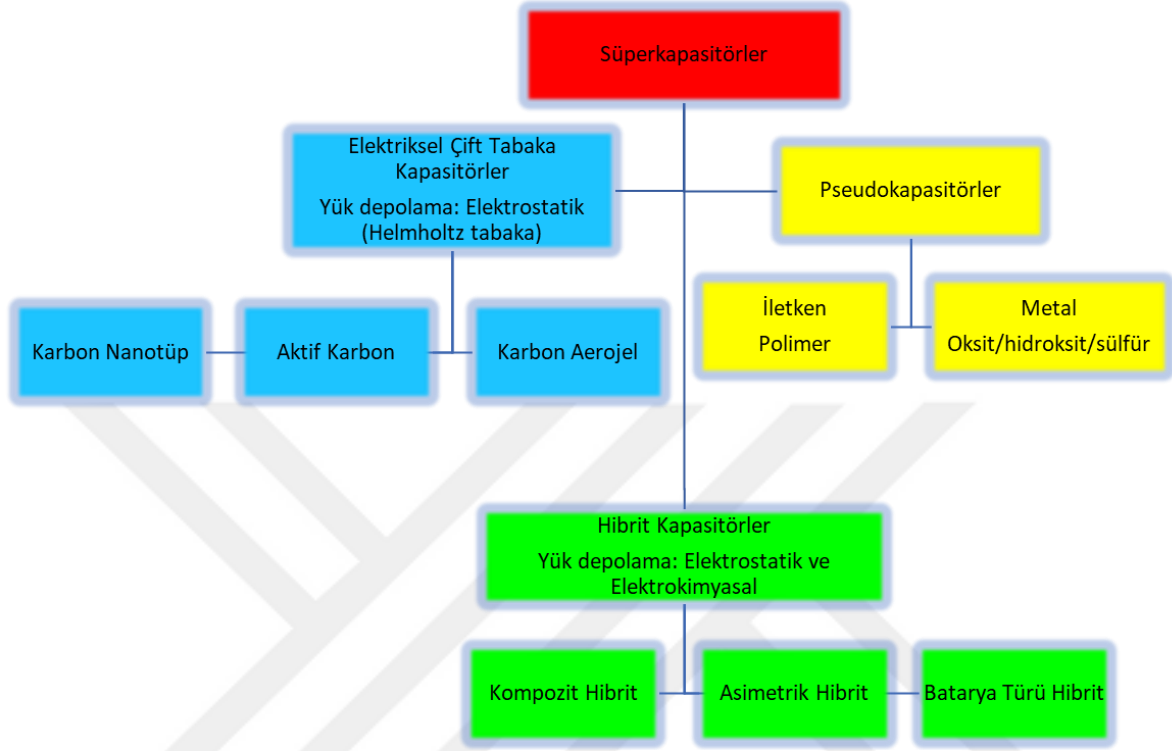 Süperkapasitörler
Elektriksel Çift Tabaka
Kapasitörler
Yük depolama: Elektrostatik
(Helmholtz tabaka)
Pseudokapasitörler
Karbon Nanotüp
Aktif Karbon
Karbon Aerojel
İletken
Polimer
Metal
Oksit/hidroksit/sülfür
Hibrit Kapasitörler
Yük depolama: Elektrostatik ve
Elektrokimyasal
Kompozit Hibrit
Asimetrik Hibrit
Batarya Türü Hibrit